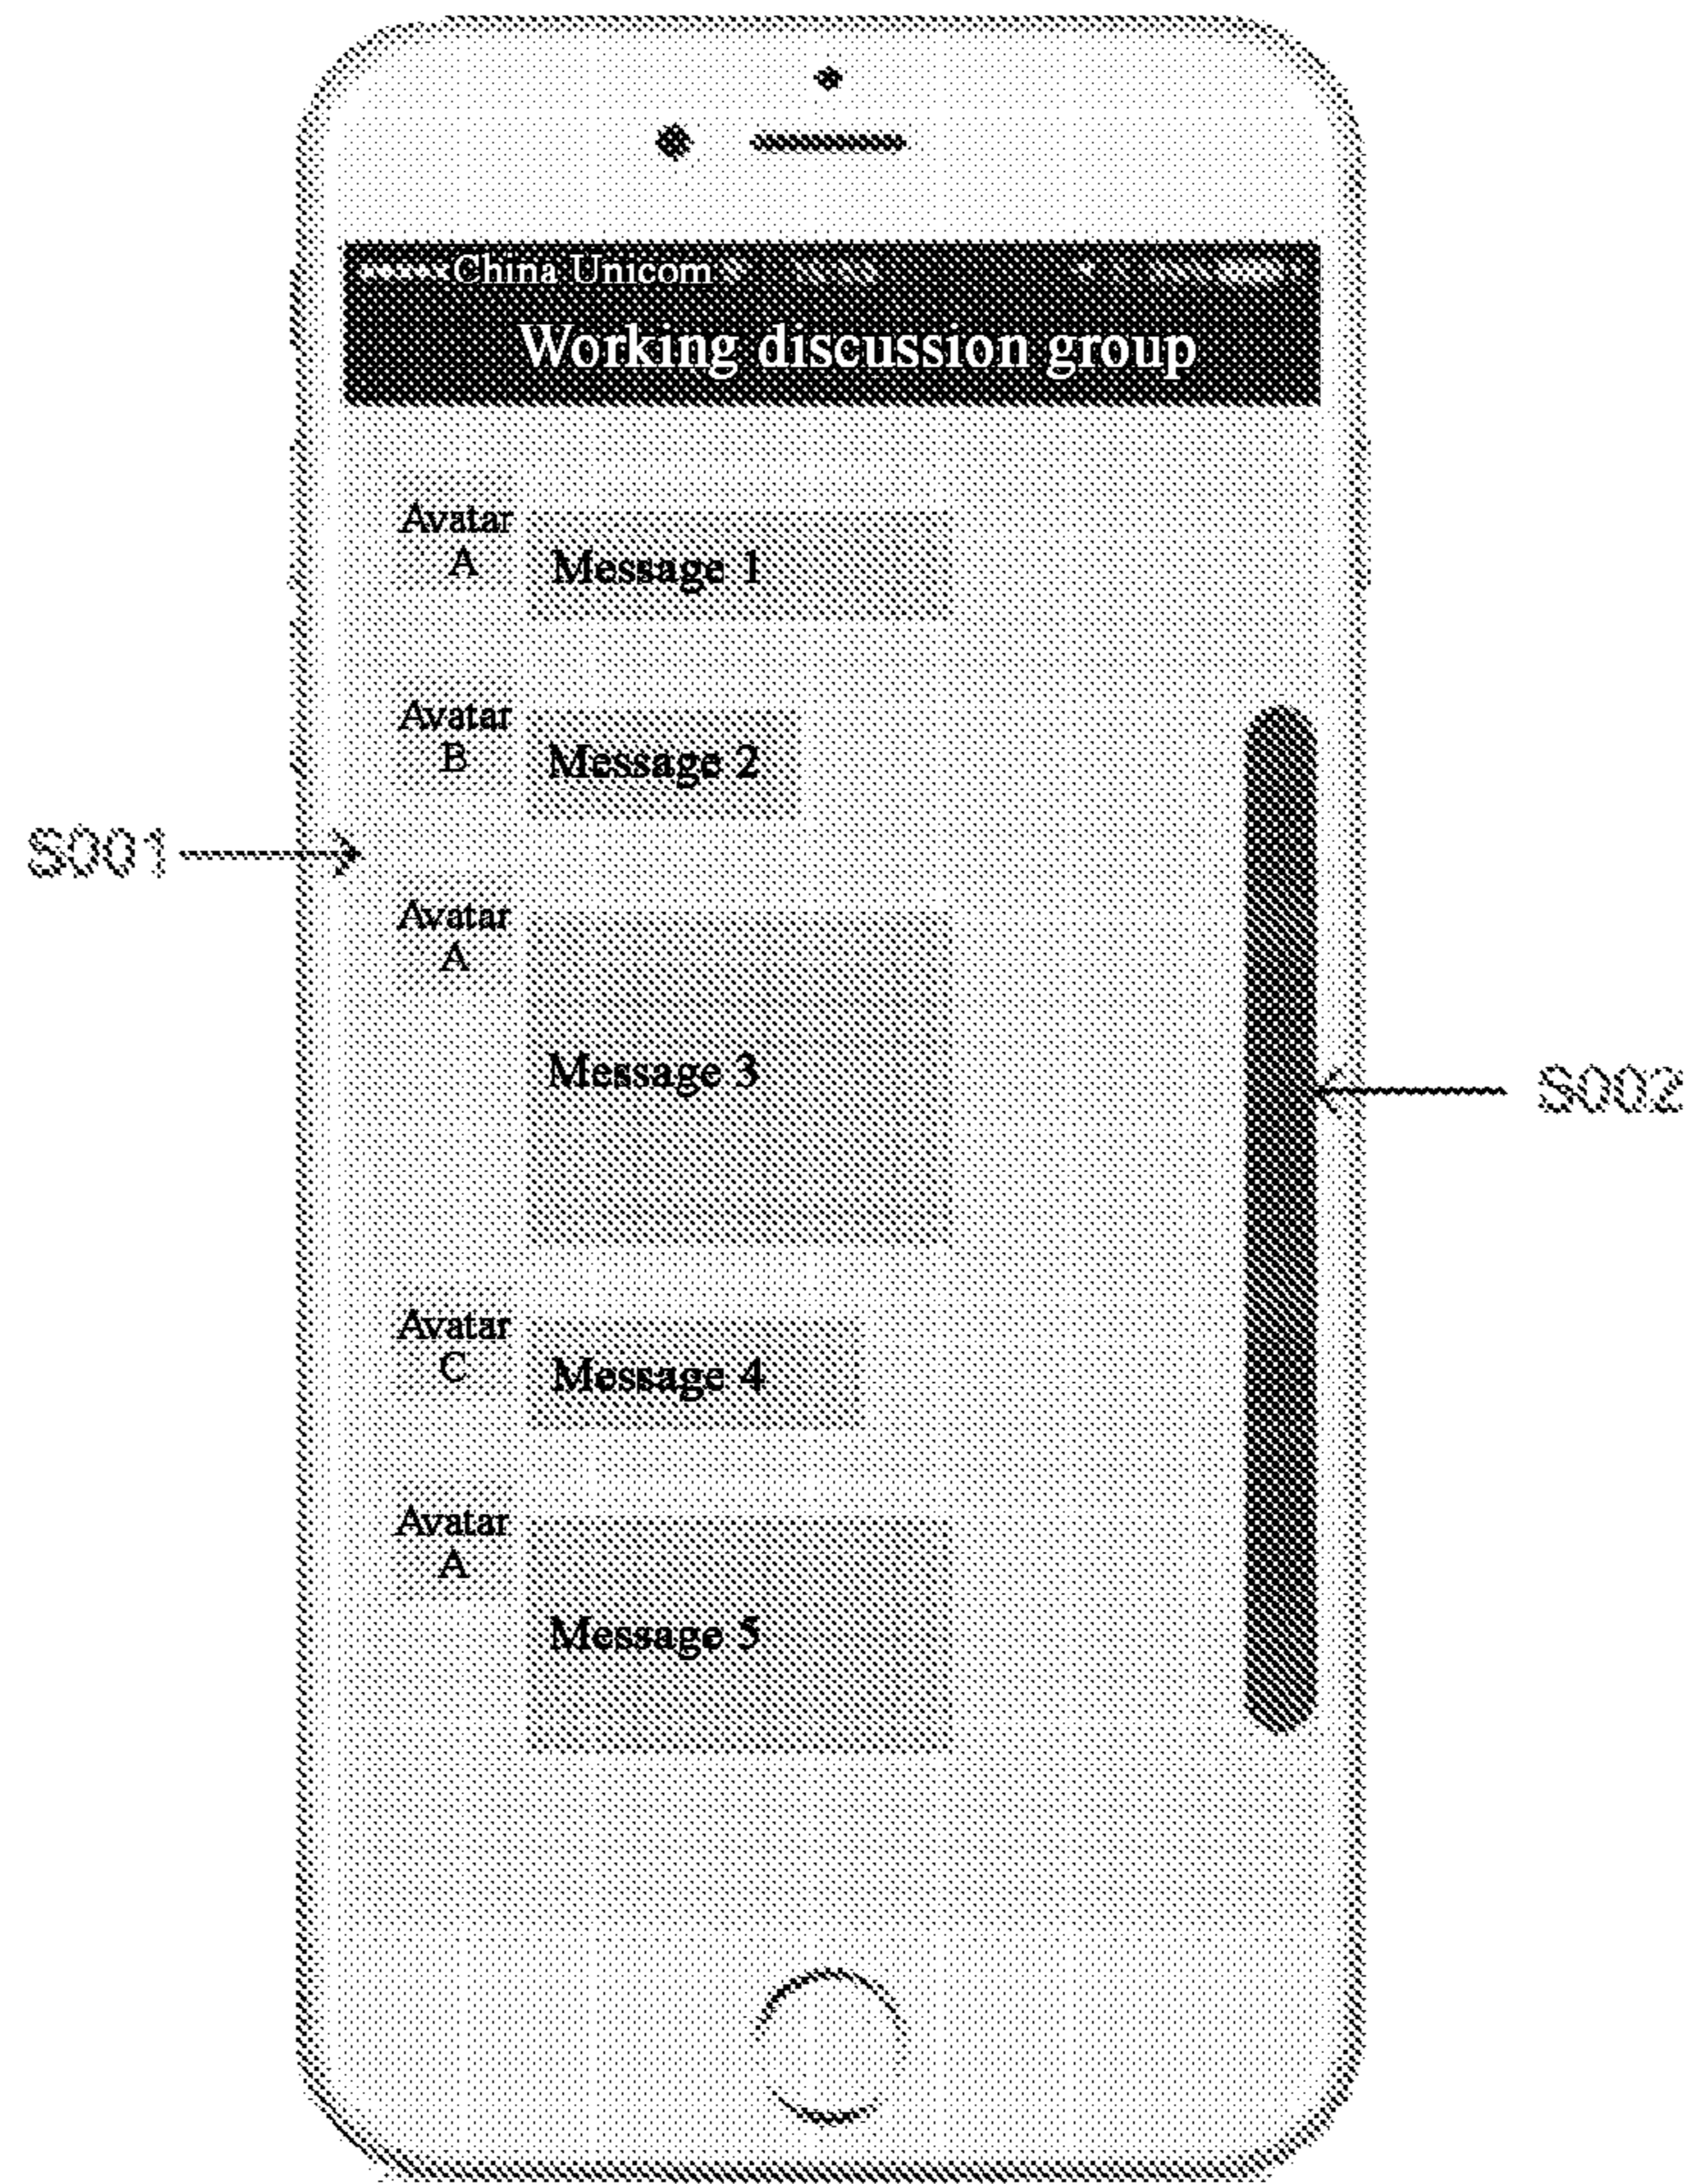 China Unicom
Working discussion group
Avatar
A
Message 1
Avatar
B
Message 2
S001
Avatar
A
Message 3
S002
Avatar
C
Message 4
Avatar
A
Message 5